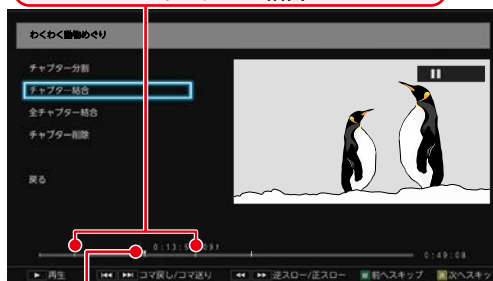 わくわく動物めぐり
チャプター分割
チャプター結合
全チャプター結合
チャプター削除
戻る
0:49:08
再生 コマ戻し/コマ送り 逆スロー/正スロー 前へスキップ 次へスキッ